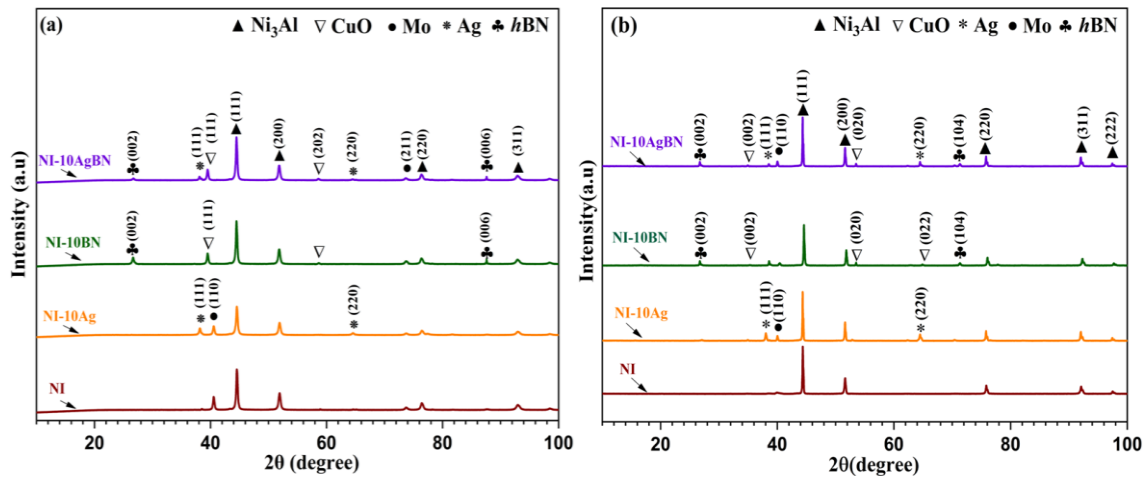 (a)
▲ Ni₃Al ▽ CuO ● Mo ✵ Ag ♣ hBN
Intensity (a.u)
NI-10AgBN
(002)
(111)
(111)
(111)
(200)
(202)
(220)
(211)
(220)
(006)
(311)
NI-10BN
(002)
(111)
(006)
NI-10Ag
(111)
(110)
(220)
NI
20 40 60 80 100
2θ (degree)
(b)
▲ Ni₃Al ▽ CuO * Ag ● Mo ♣ hBN
Intensity(a.u)
NI-10AgBN
(002)
(002)
(111)
(110)
(111)
(200)
(020)
(220)
(104)
(220)
(311)
(222)
NI-10BN
(002)
(002)
(020)
(022)
(104)
NI-10Ag
(111)
(110)
(220)
NI
20 40 60 80 100
2θ(degree)